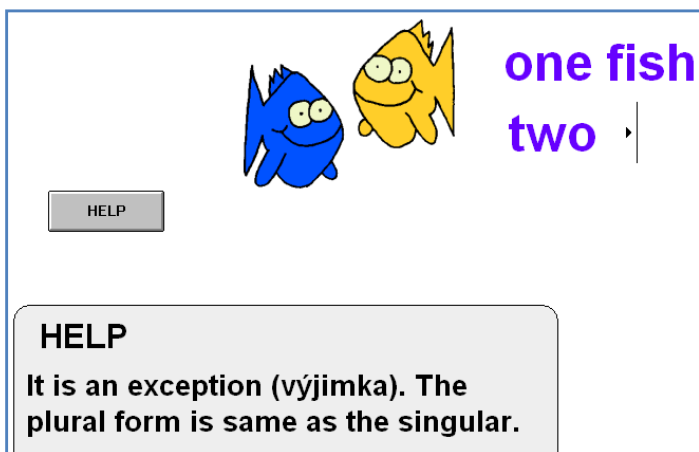 one fish
two
HELP
HELP
It is an exception (výjimka). The
plural form is same as the singular.